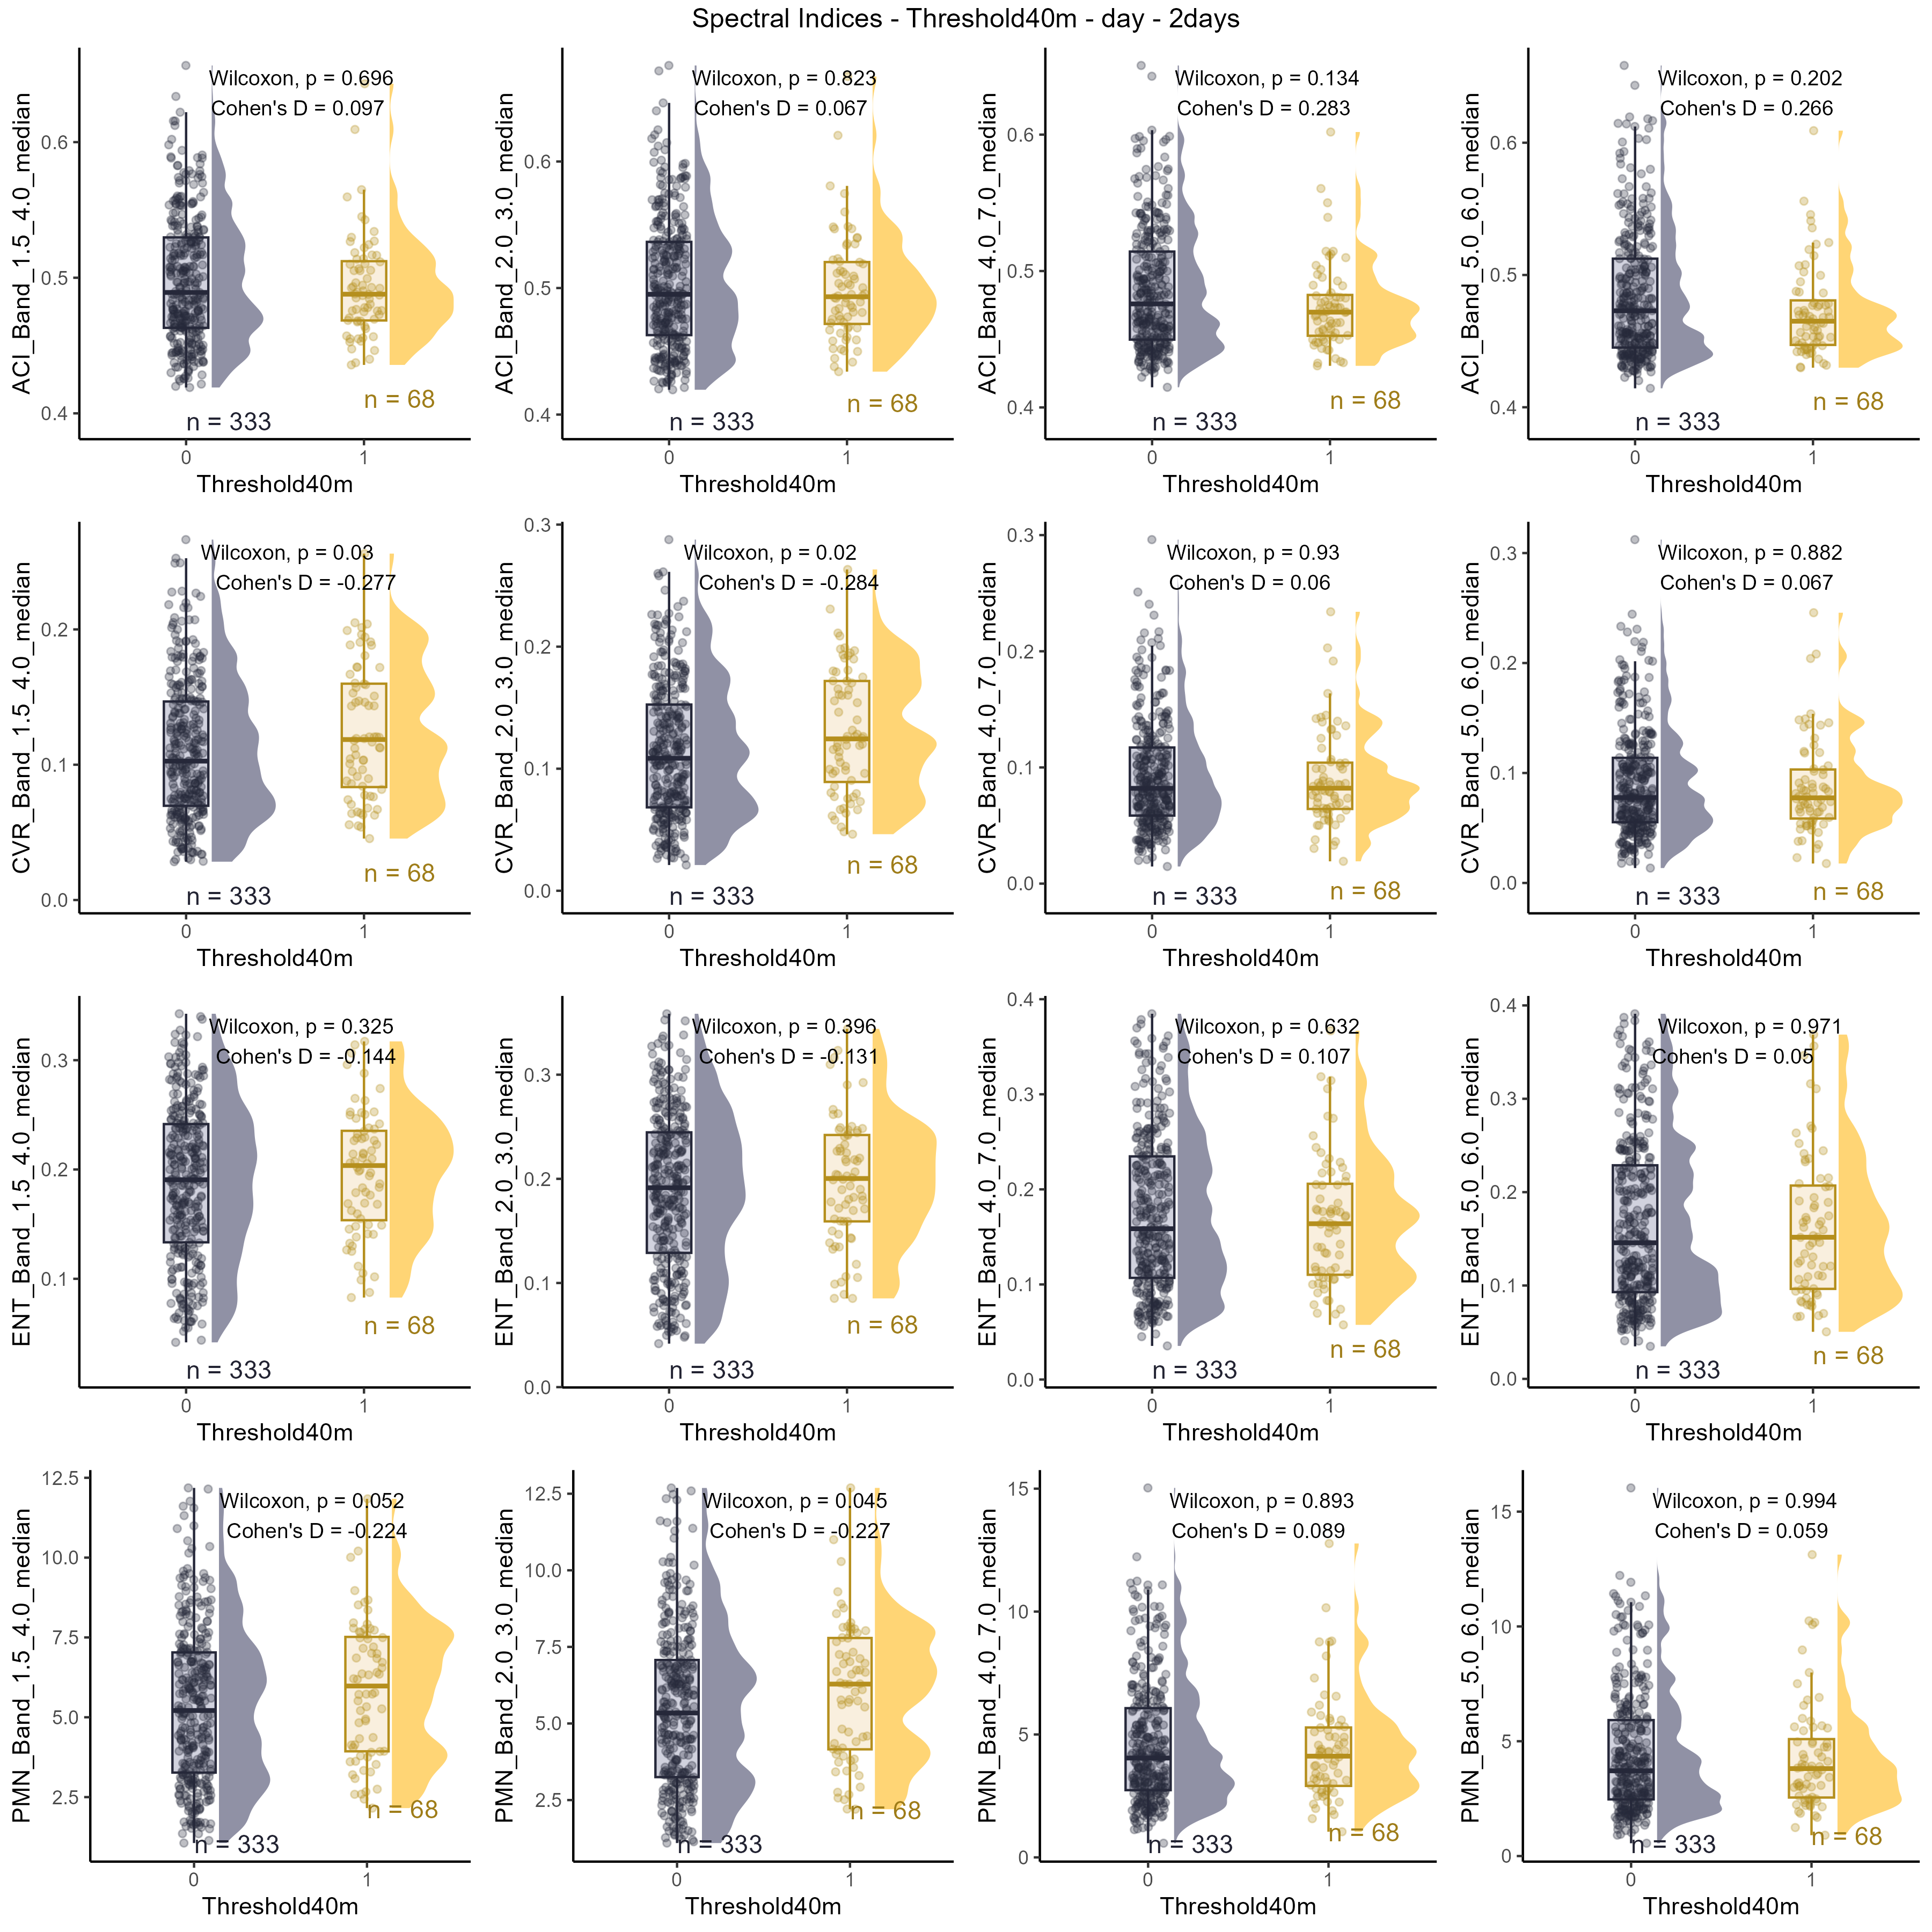 Spectral Indices - Threshold40m - day - 2days
ACI_Band_1.5_4.0_median
0.6
0.5
0.4
Wilcoxon, p = 0.696
Cohen's D = 0.097
n = 333
n = 68
0
1
Threshold40m
ACI_Band_2.0_3.0_median
0.6
0.5
0.4
Wilcoxon, p = 0.823
Cohen's D = 0.067
n = 333
n = 68
0
1
Threshold40m
ACI_Band_4.0_7.0_median
0.6
0.5
0.4
Wilcoxon, p = 0.134
Cohen's D = 0.283
n = 333
n = 68
0
1
Threshold40m
ACI_Band_5.0_6.0_median
0.6
0.5
0.4
Wilcoxon, p = 0.202
Cohen's D = 0.266
n = 333
n = 68
0
1
Threshold40m
CVR_Band_1.5_4.0_median
0.2
0.1
0.0
Wilcoxon, p = 0.03
Cohen's D = -0.277
n = 333
n = 68
0
1
Threshold40m
CVR_Band_2.0_3.0_median
0.3
0.2
0.1
0.0
Wilcoxon, p = 0.02
Cohen's D = -0.284
n = 333
n = 68
0
1
Threshold40m
CVR_Band_4.0_7.0_median
0.3
0.2
0.1
0.0
Wilcoxon, p = 0.93
Cohen's D = 0.06
n = 333
n = 68
0
1
Threshold40m
CVR_Band_5.0_6.0_median
0.3
0.2
0.1
0.0
Wilcoxon, p = 0.882
Cohen's D = 0.067
n = 333
n = 68
0
1
Threshold40m
ENT_Band_1.5_4.0_median
0.3
0.2
0.1
Wilcoxon, p = 0.325
Cohen's D = -0.144
n = 333
n = 68
0
1
Threshold40m
ENT_Band_2.0_3.0_median
0.3
0.2
0.1
0.0
Wilcoxon, p = 0.396
Cohen's D = -0.131
n = 333
n = 68
0
1
Threshold40m
ENT_Band_4.0_7.0_median
0.4
0.3
0.2
0.1
0.0
Wilcoxon, p = 0.632
Cohen's D = 0.107
n = 333
n = 68
0
1
Threshold40m
ENT_Band_5.0_6.0_median
0.4
0.3
0.2
0.1
0.0
Wilcoxon, p = 0.971
Cohen's D = 0.05
n = 333
n = 68
0
1
Threshold40m
PMN_Band_1.5_4.0_median
12.5
10.0
7.5
5.0
2.5
Wilcoxon, p = 0.052
Cohen's D = -0.224
n = 333
n = 68
0
1
Threshold40m
PMN_Band_2.0_3.0_median
12.5
10.0
7.5
5.0
2.5
Wilcoxon, p = 0.045
Cohen's D = -0.227
n = 333
n = 68
0
1
Threshold40m
PMN_Band_4.0_7.0_median
15
10
5
0
Wilcoxon, p = 0.893
Cohen's D = 0.089
n = 333
n = 68
0
1
Threshold40m
PMN_Band_5.0_6.0_median
15
10
5
0
Wilcoxon, p = 0.994
Cohen's D = 0.059
n = 333
n = 68
0
1
Threshold40m